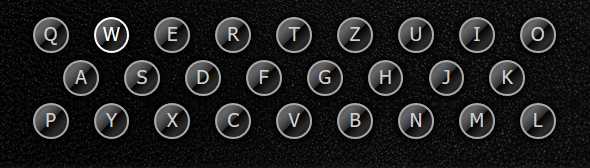 Q W E R T Z U I O
A S D F G H J K
P Y X C V B N M L